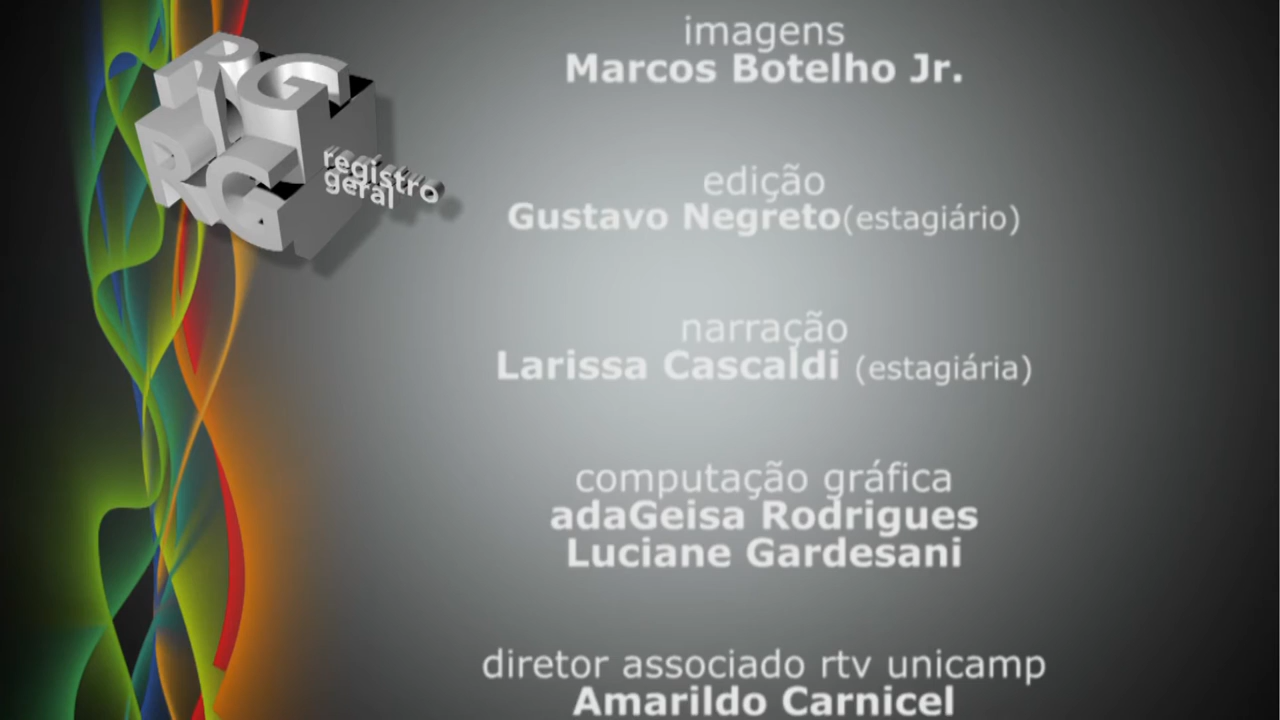 RG
RG
registro
geral
imagens
Marcos Botelho Jr.
edição
Gustavo Negreto(estagiário)
narração
Larissa Cascaldi (estagiária)
computação gráfica
adaGeisa Rodrigues
Luciane Gardesani
diretor associado rtv unicamp
Amarildo Carnicel